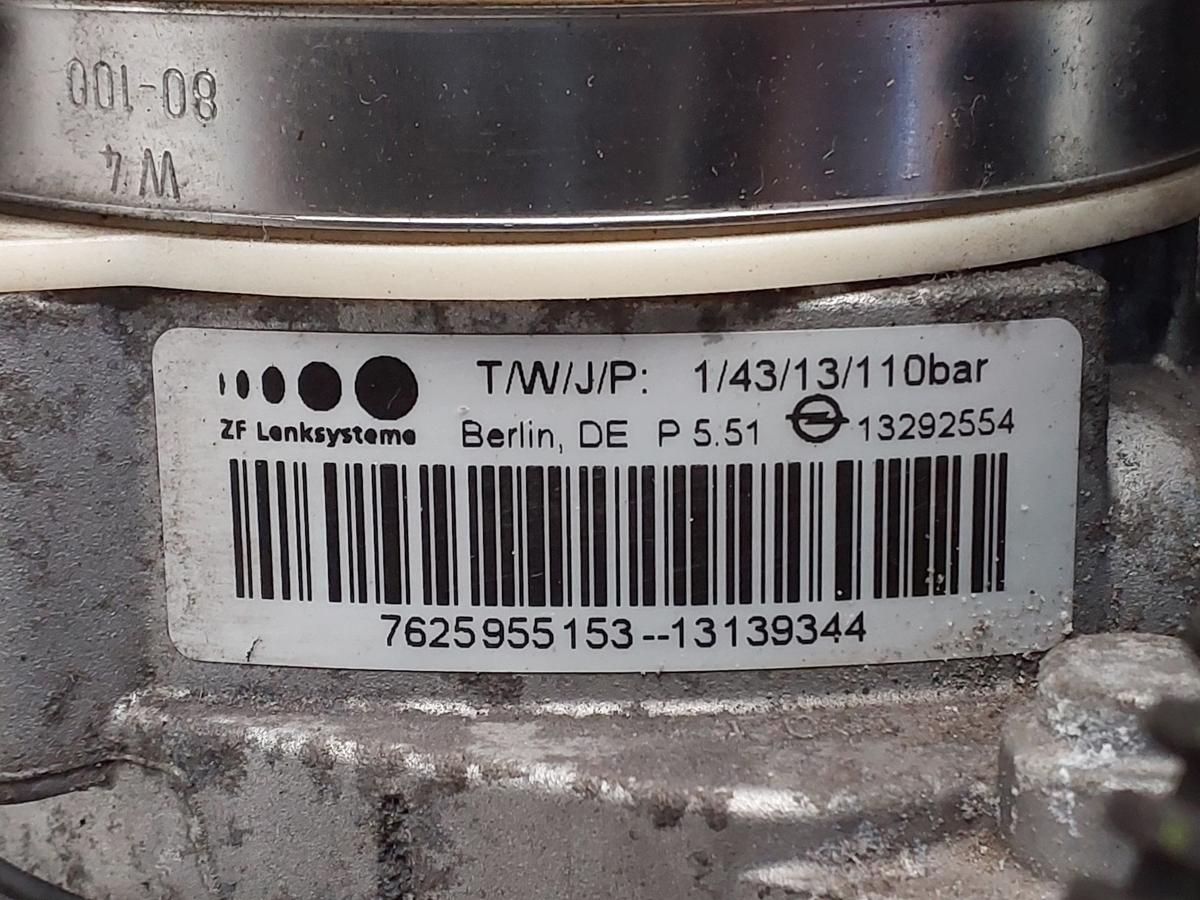 80-100
W4
T/W/J/P: 1/43/13/110bar
ZF Lenksysteme
Berlin, DE P 5.51 13292554
7625955153--13139344